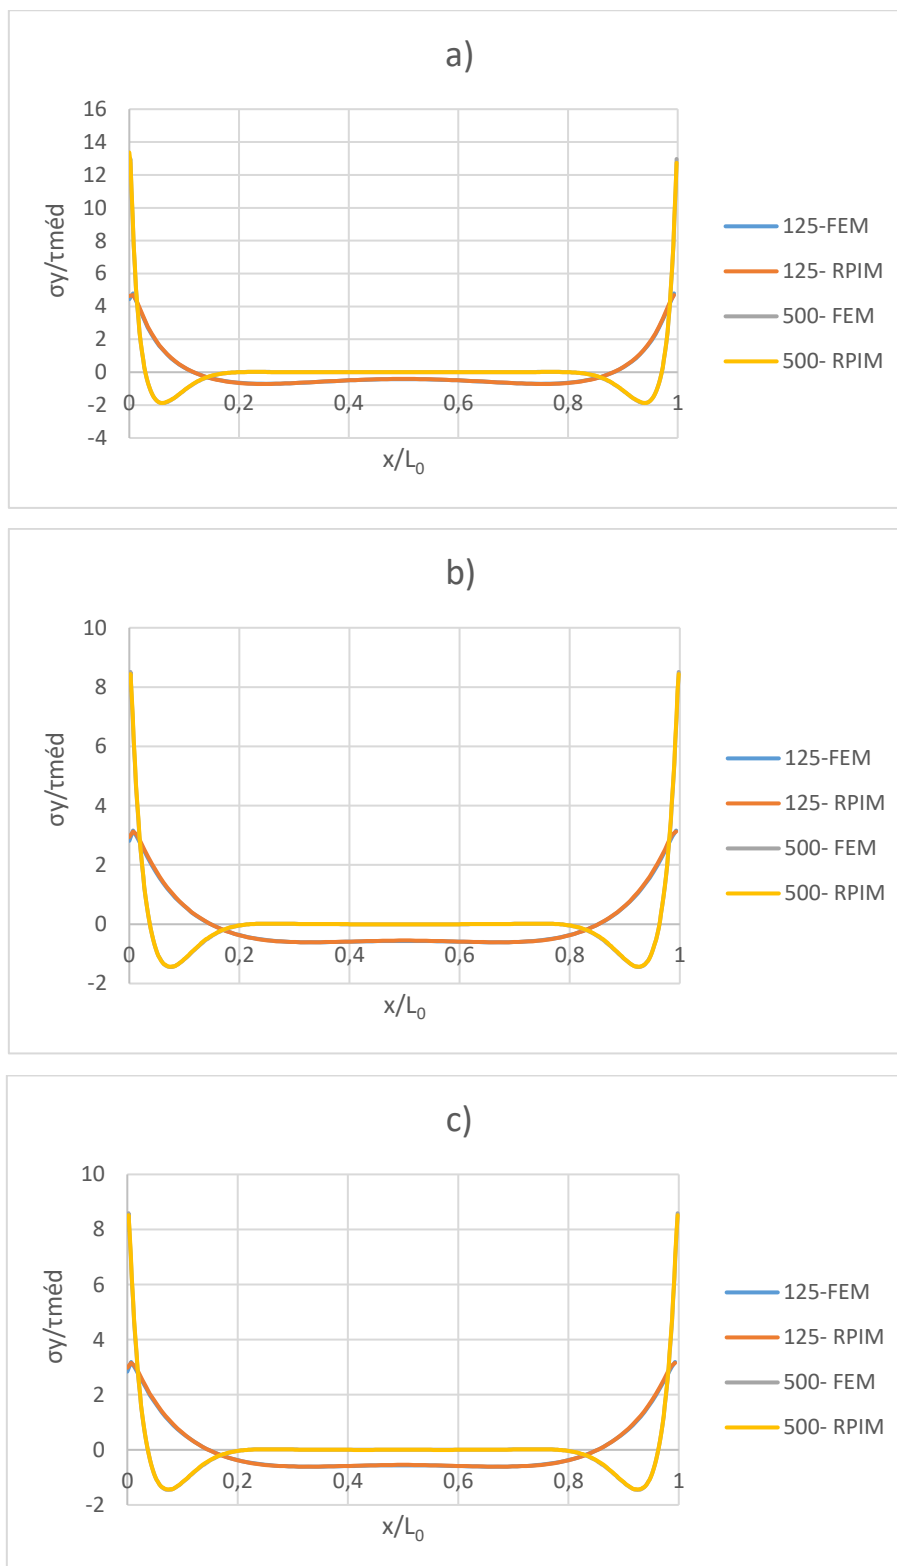 a)
16
14
12
10
8
6
4
2
0
-2
-4
0
0,2
0,4
0,6
0,8
1
σy/τméd
x/L₀
125-FEM
125- RPIM
500- FEM
500- RPIM
b)
10
8
6
4
2
0
-2
0
0,2
0,4
0,6
0,8
1
σy/τméd
x/L₀
125-FEM
125- RPIM
500- FEM
500- RPIM
c)
10
8
6
4
2
0
-2
0
0,2
0,4
0,6
0,8
1
σy/τméd
x/L₀
125-FEM
125- RPIM
500- FEM
500- RPIM